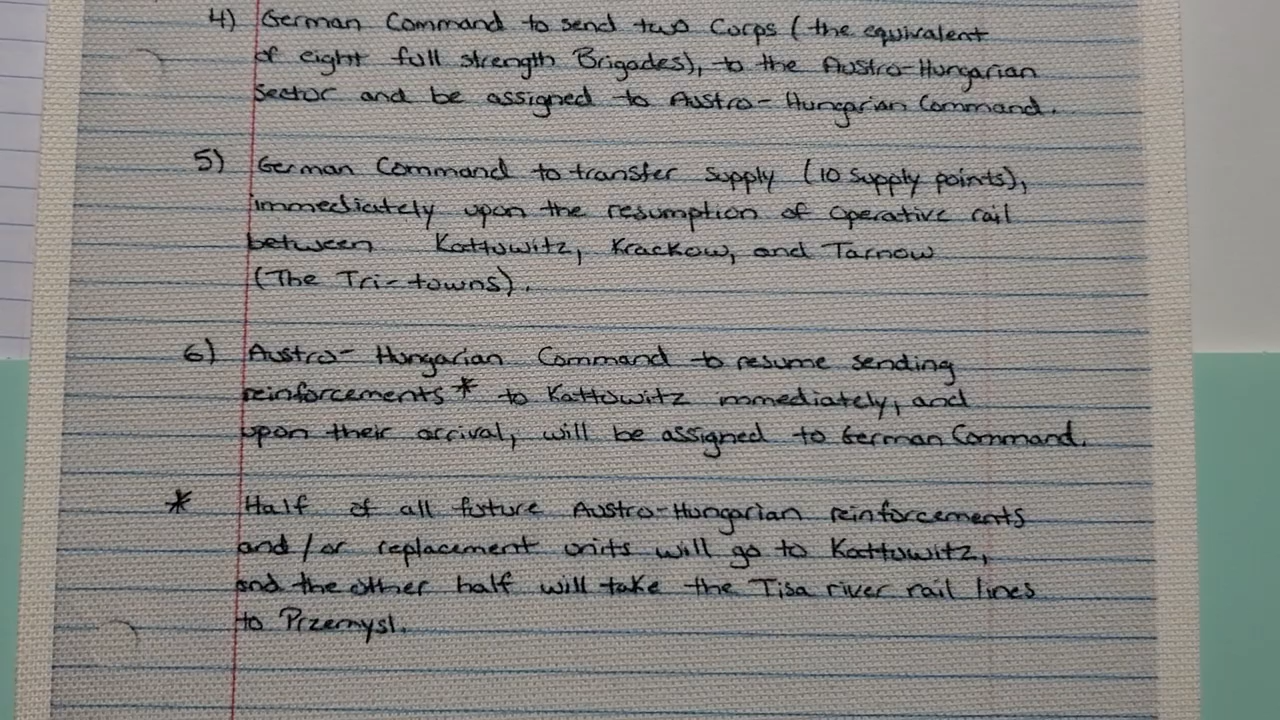 4) German Command to send two Corps (the equivalent
of eight full strength Brigades), to the Austro-Hungarian
Sector and be assigned to Austro-Hungarian Command.
5) German Command to transfer supply (10 supply points),
immediately upon the resumption of operative rail
between Kattowitz, Krackow, and Tarnow
(The Tri-towns).
6) Austro-Hungarian Command to resume sending
reinforcements* to Kattowitz immediately, and
upon their arrival, will be assigned to German Command.
* Half of all future Austro-Hungarian reinforcements
and/or replacement units will go to Kattowitz,
and the other half will take the Tisa river rail lines
to Przemysl.